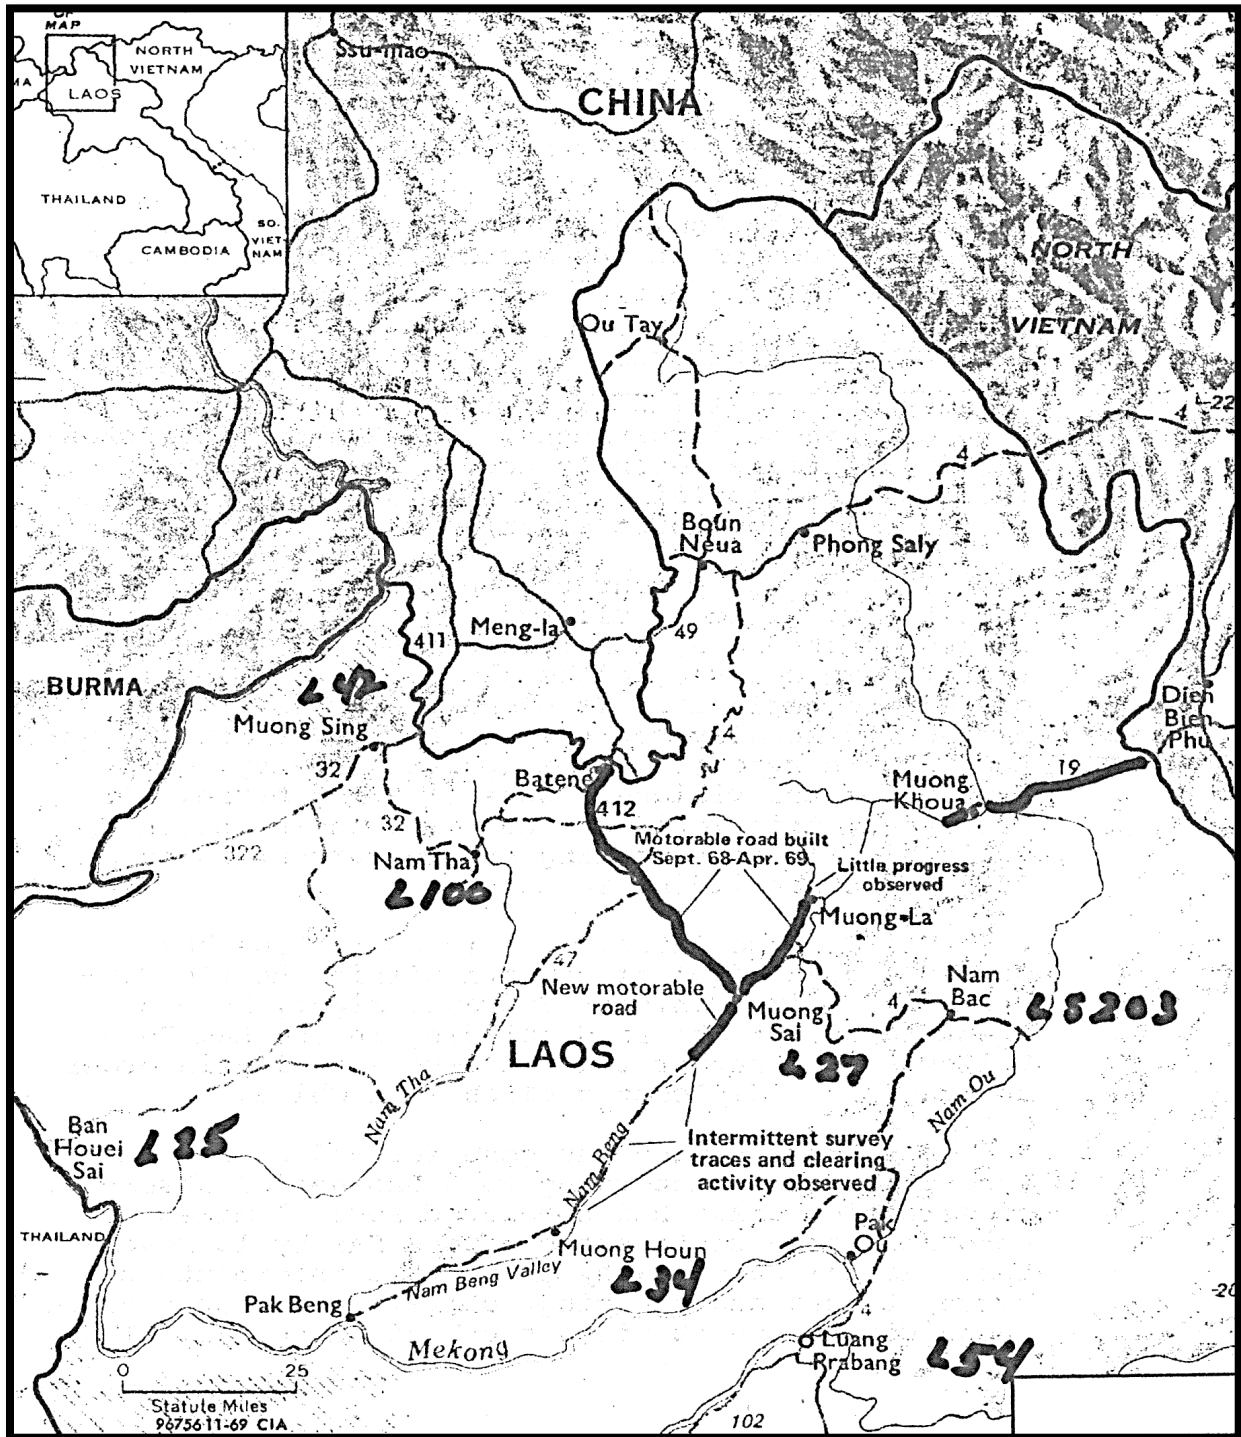 OF
MAP
NORTH
VIETNAM
MA
LAOS
THAILAND
SO.
VIET
NAM
CAMBODIA
Ssu-mao
CHINA
NORTH
VIETNAM
Ou Tay
22
4
4
Boun
Neua
Phong Saly
Meng-la
49
411
BURMA
L42
Muong Sing
Dien
Bien
Phu
4
32
Bateng
19
Muong
Khoua
412
32
322
Motorable road built
Sept. 68-Apr. 69
Nam Tha
Little progress
observed
L100
Muong-La
47
Nam
Bac
New motorable
road
4
LS203
Muong
Sai
LAOS
L27
Nam Tha
Nam Ou
Ban
Houei
Sai
L25
Nam Beng
Intermittent survey
traces and clearing
activity observed
THAILAND
Pak
Ou
Muong Houn
Nam Beng Valley
L34
Pak Beng
20
4
Mekong
Luang
Prabang
L54
0 25
Statute Miles
96756 11-69 CIA
102